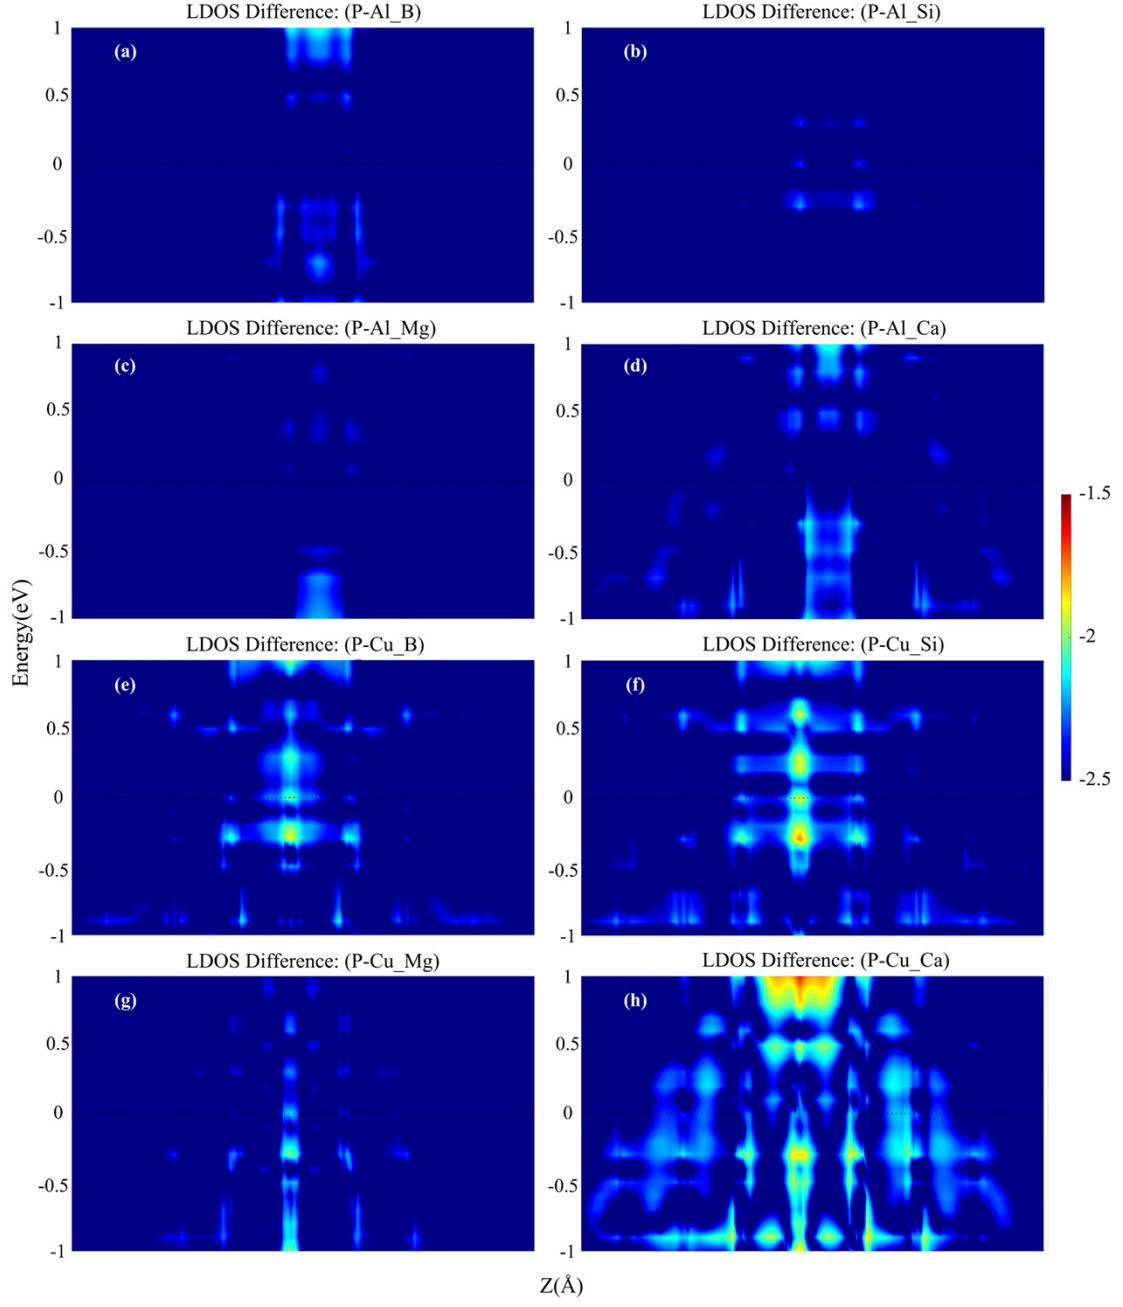 LDOS Difference: (P-Al_B)
LDOS Difference: (P-Al_Si)
1
0.5
0
-0.5
-1
(a)
1
0.5
0
-0.5
-1
(b)
LDOS Difference: (P-Al_Mg)
LDOS Difference: (P-Al_Ca)
1
0.5
0
-0.5
-1
(c)
1
0.5
0
-0.5
-1
(d)
-1.5
-2
-2.5
Energy(eV)
LDOS Difference: (P-Cu_B)
LDOS Difference: (P-Cu_Si)
1
0.5
0
-0.5
-1
(e)
1
0.5
0
-0.5
-1
(f)
LDOS Difference: (P-Cu_Mg)
LDOS Difference: (P-Cu_Ca)
1
0.5
0
-0.5
-1
(g)
1
0.5
0
-0.5
-1
(h)
Z(Å)